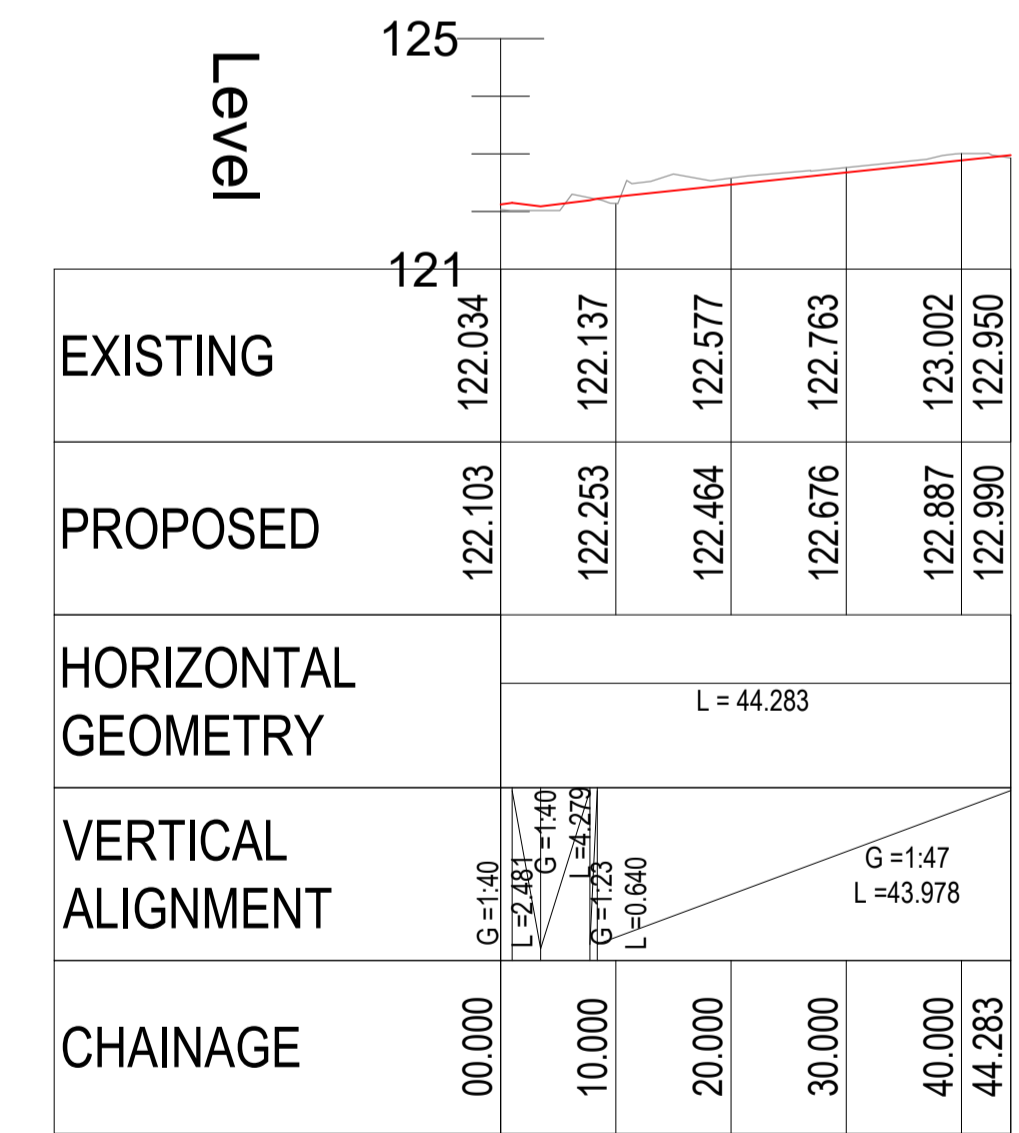 Level
125
121
EXISTING
122.034
122.137
122.577
122.763
123.002
122.950
PROPOSED
122.103
122.253
122.464
122.676
122.887
122.990
HORIZONTAL
GEOMETRY
L = 44.283
VERTICAL
ALIGNMENT
G =1:40
L =2.481
G =1:40
L =4.279
G =1:23
L =0.640
G =1:47
L =43.978
CHAINAGE
00.000
10.000
20.000
30.000
40.000
44.283